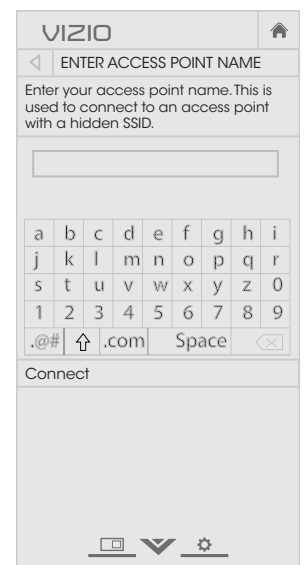 VIZIO
ENTER ACCESS POINT NAME
Enter your access point name. This is
used to connect to an access point
with a hidden SSID.
a b c d e f g h i
j k l m n o p q r
s t u v w x y z 0
1 2 3 4 5 6 7 8 9
.@# .com Space
Connect